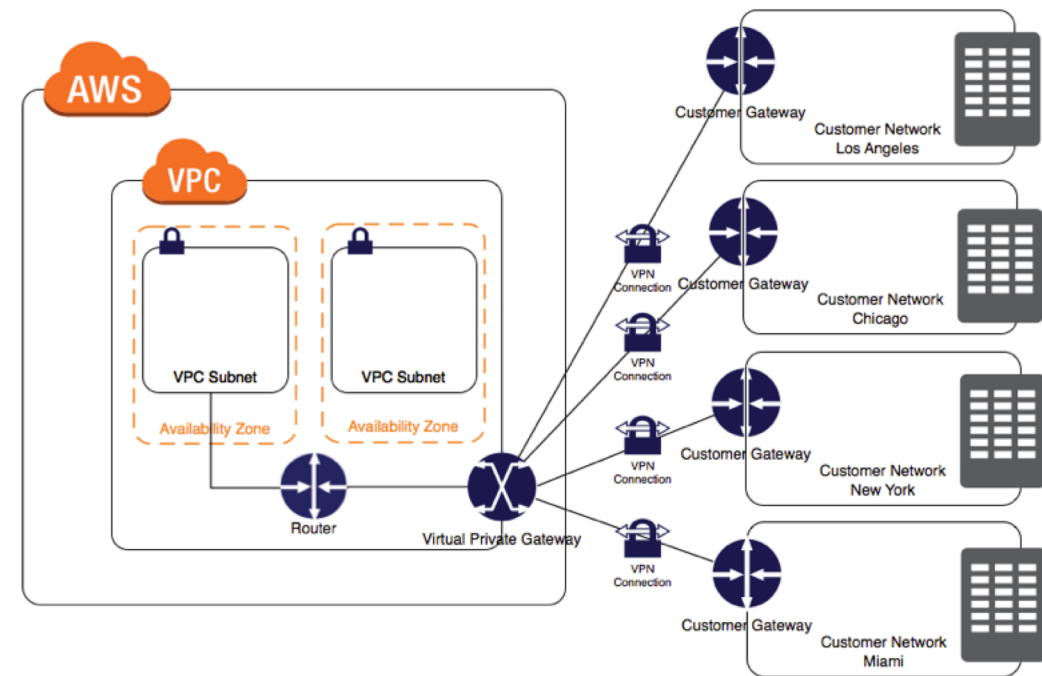 AWS
VPC
VPC Subnet
Availability Zone
VPC Subnet
Availability Zone
Router
Virtual Private Gateway
VPN
Connection
VPN
Connection
VPN
Connection
VPN
Connection
Customer Gateway
Customer Network
Los Angeles
Customer Gateway
Customer Network
Chicago
Customer Gateway
Customer Network
New York
Customer Gateway
Customer Network
Miami